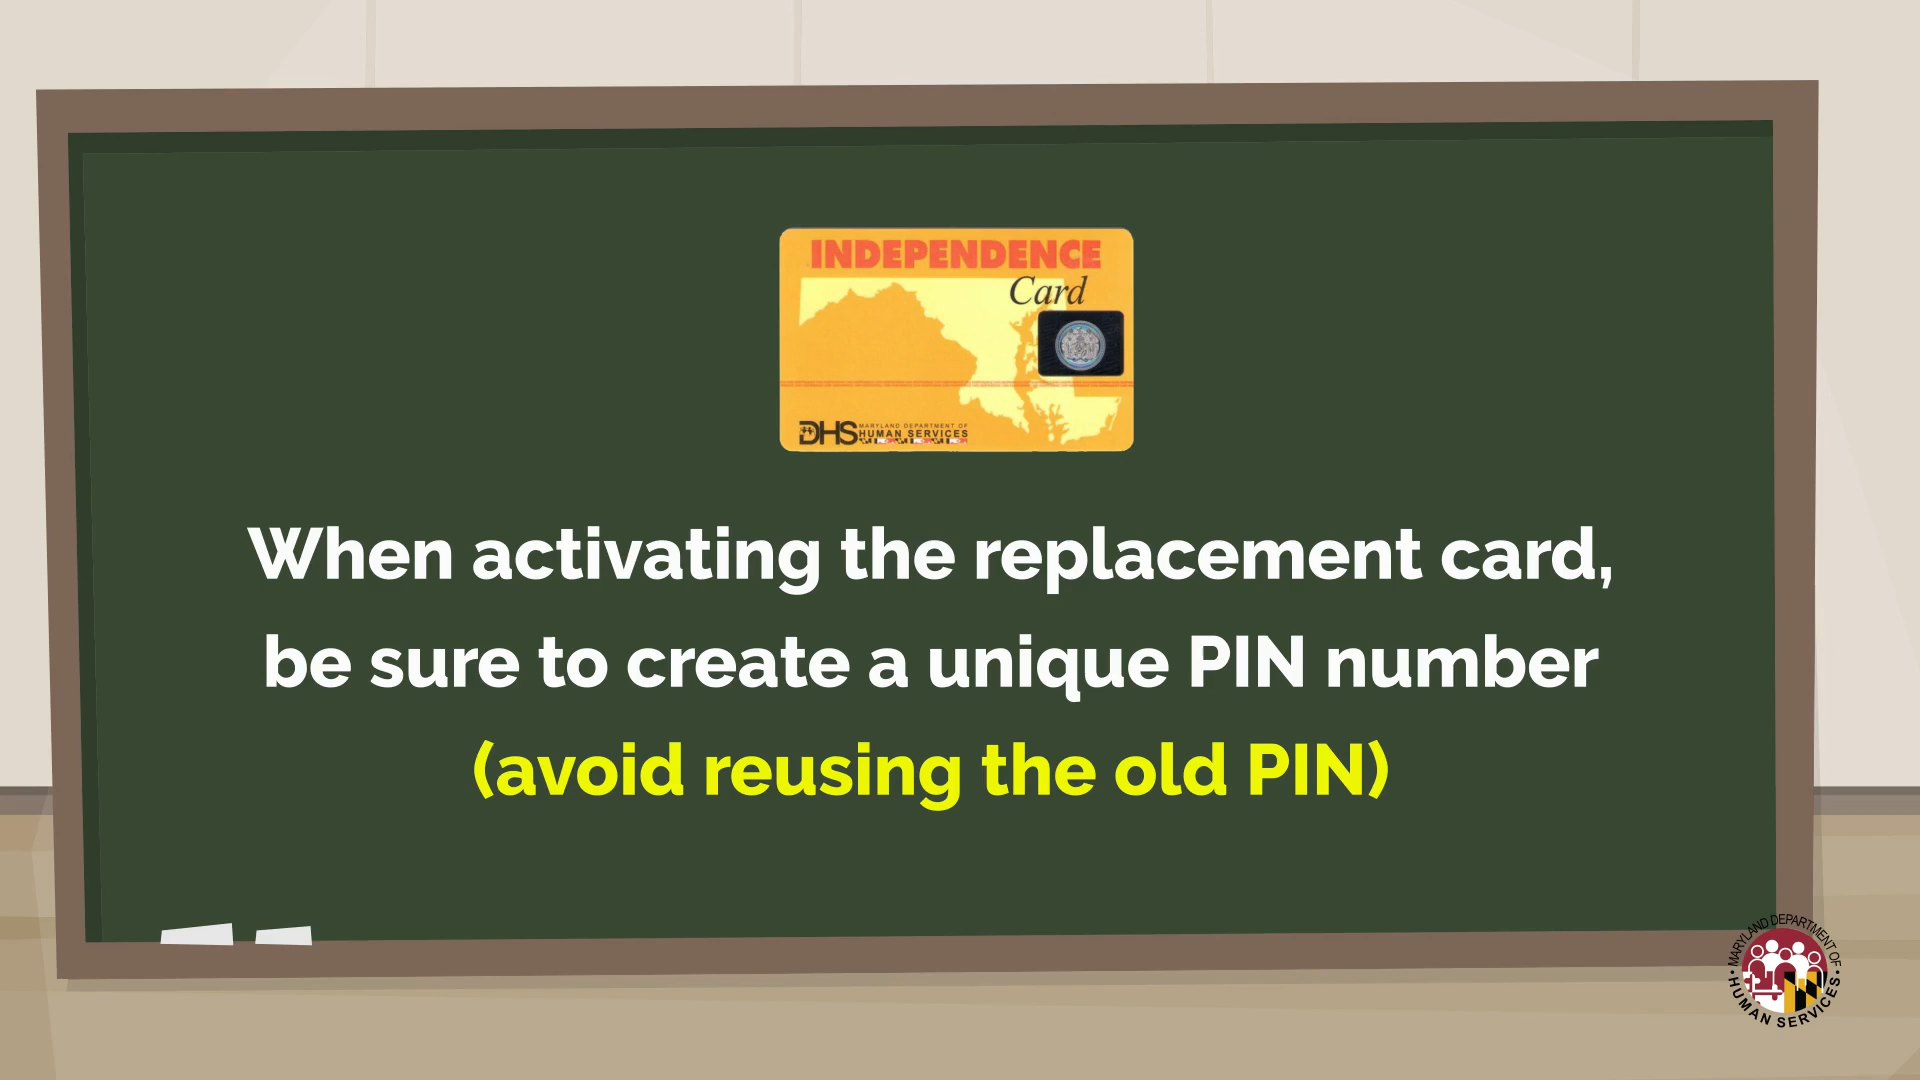 INDEPENDENCE
Card
DHS
MARYLAND DEPARTMENT OF
HUMAN SERVICES
When activating the replacement card,
be sure to create a unique PIN number
(avoid reusing the old PIN)
MARYLAND DEPARTMENT OF
HUMAN SERVICES